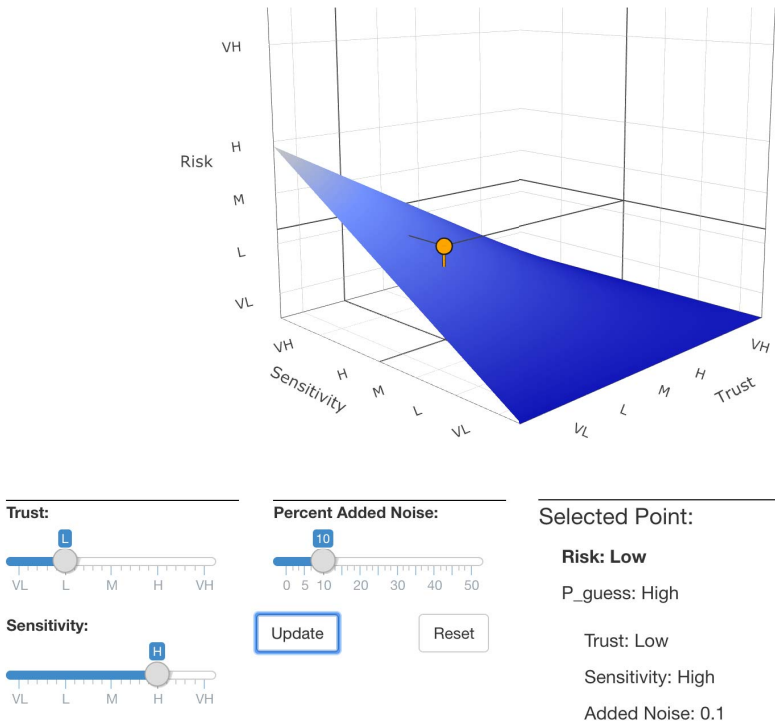 VH
H
Risk
M
L
VL
VH
H
M
L
VL
Sensitivity
VH
H
M
L
VL
Trust
Trust:
L
VL L M H VH
Sensitivity:
H
VL L M H VH
Percent Added Noise:
10
0 5 10 20 30 40 50
Update
Reset
Selected Point:
Risk: Low
P_guess: High
Trust: Low
Sensitivity: High
Added Noise: 0.1